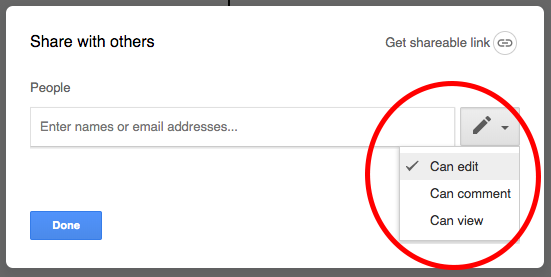 Share with others
Get shareable link
People
Enter names or email addresses...
Can edit
Can comment
Can view
Done